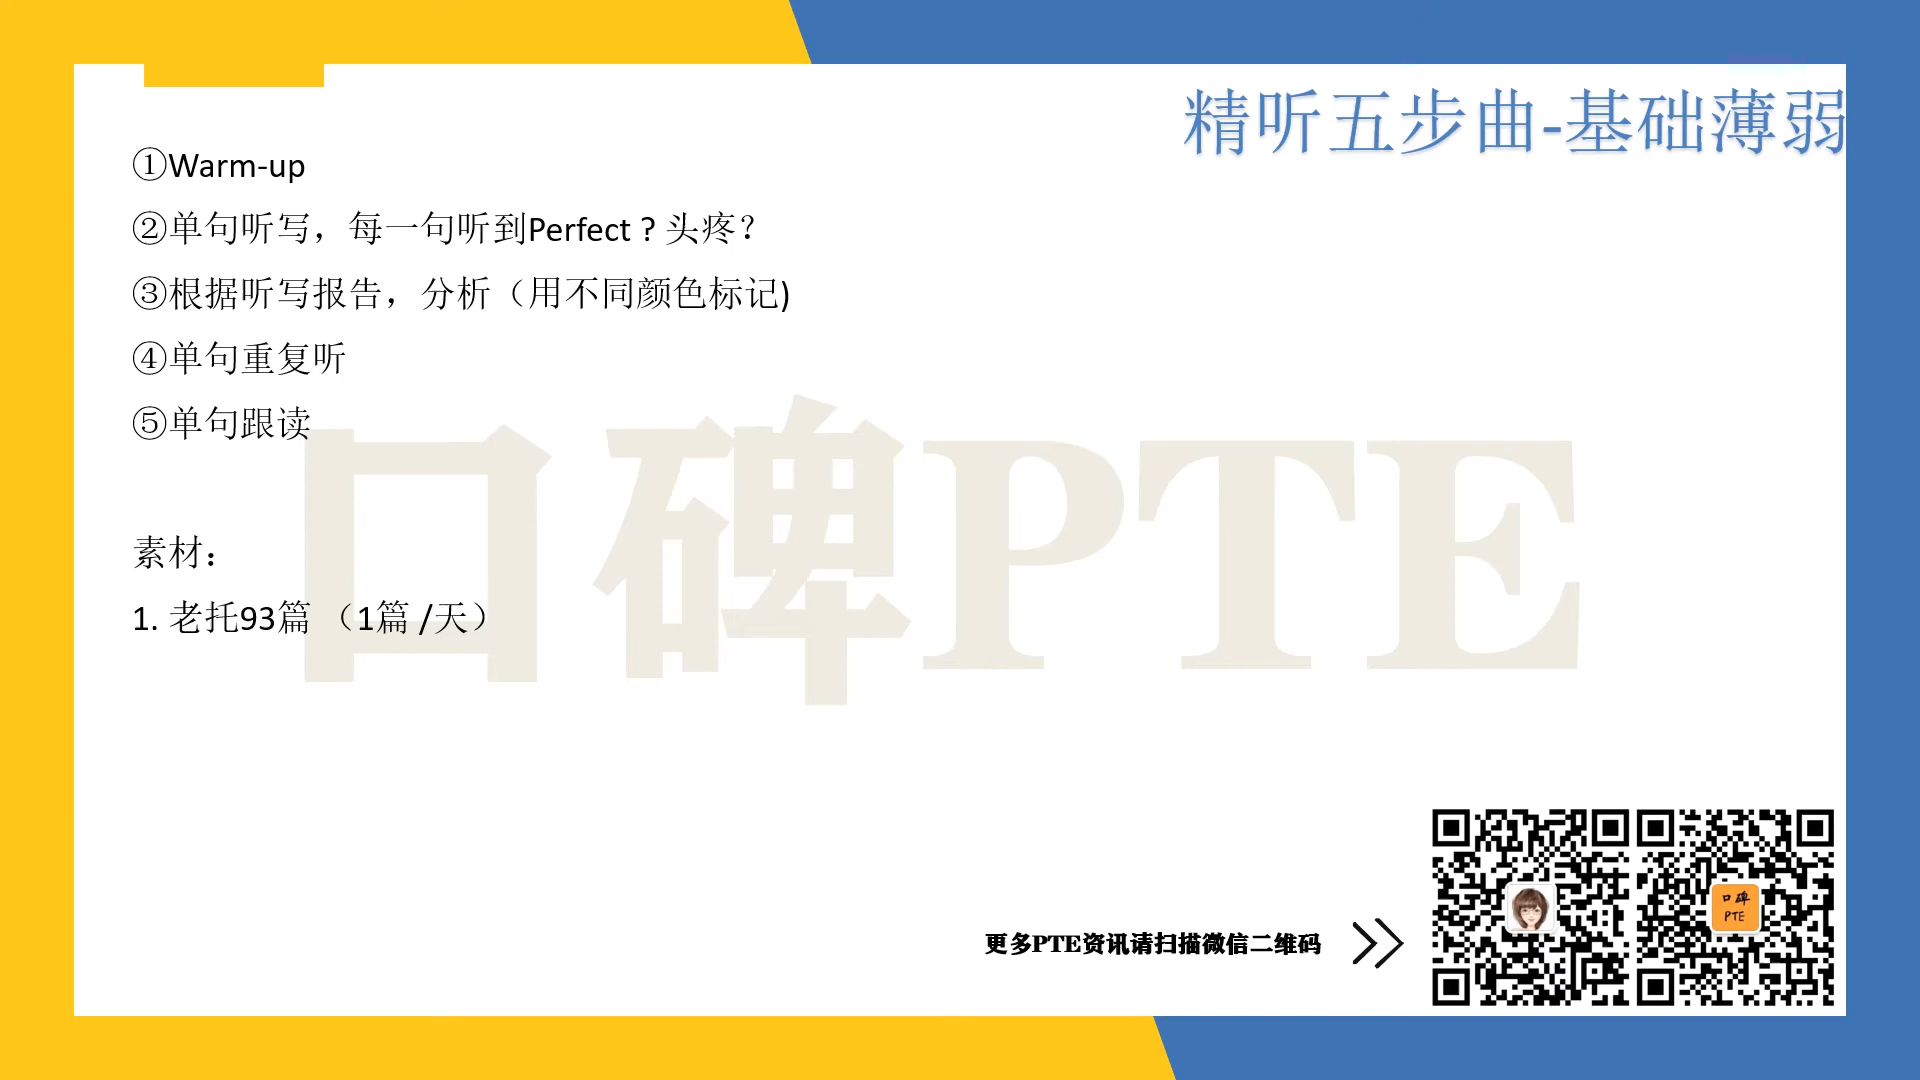 精听五步曲-基础薄弱
①Warm-up
②单句听写，每一句听到Perfect ? 头疼？
③根据听写报告，分析（用不同颜色标记)
④单句重复听
⑤单句跟读
素材：
1. 老托93篇 （1篇 /天）
口碑PTE
更多PTE资讯请扫描微信二维码
口碑
PTE